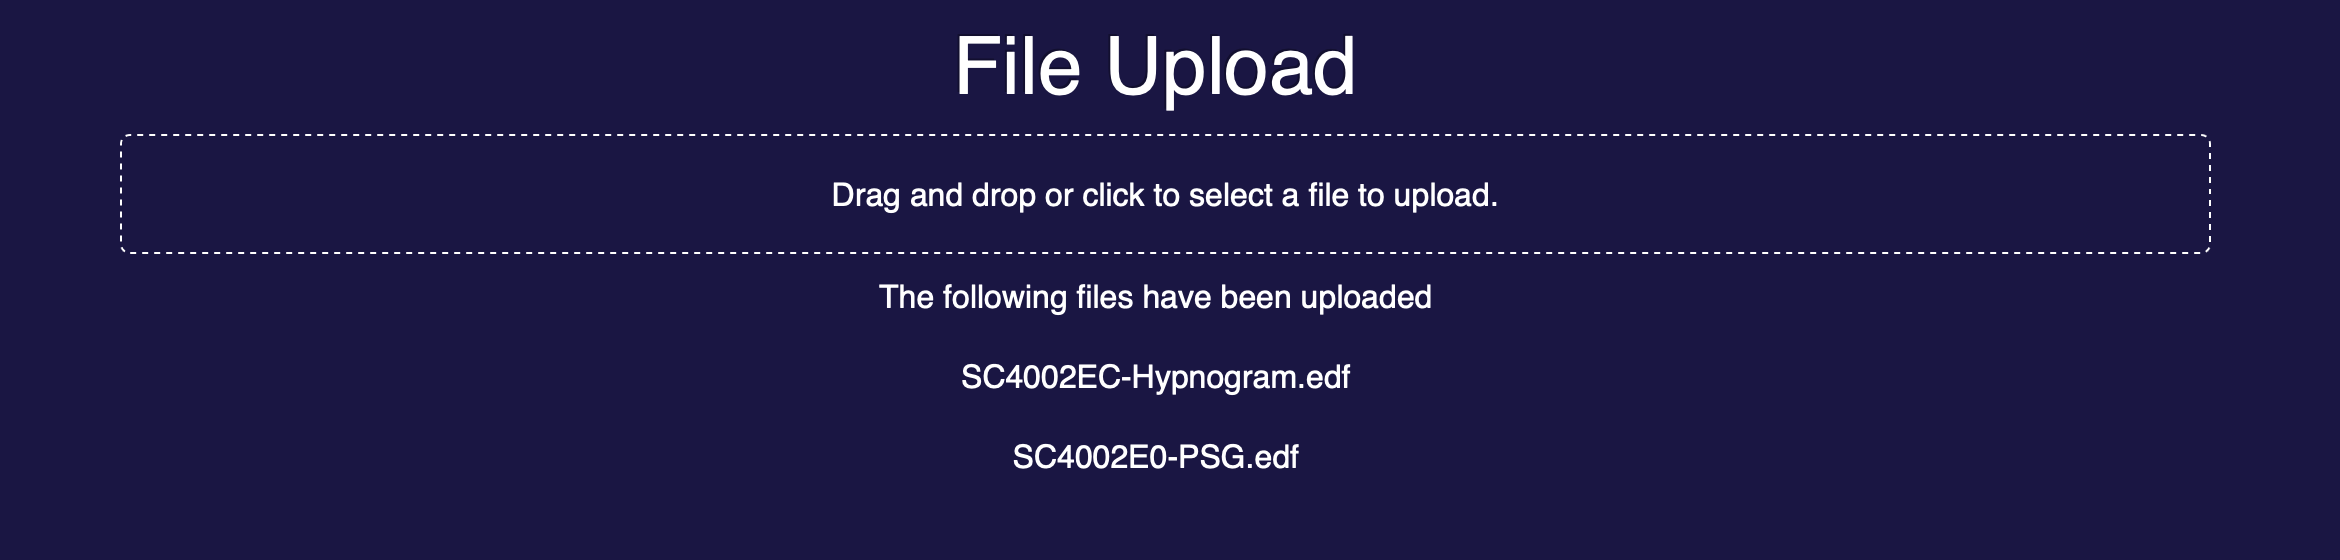 File Upload
Drag and drop or click to select a file to upload.
The following files have been uploaded
SC4002EC-Hypnogram.edf
SC4002E0-PSG.edf